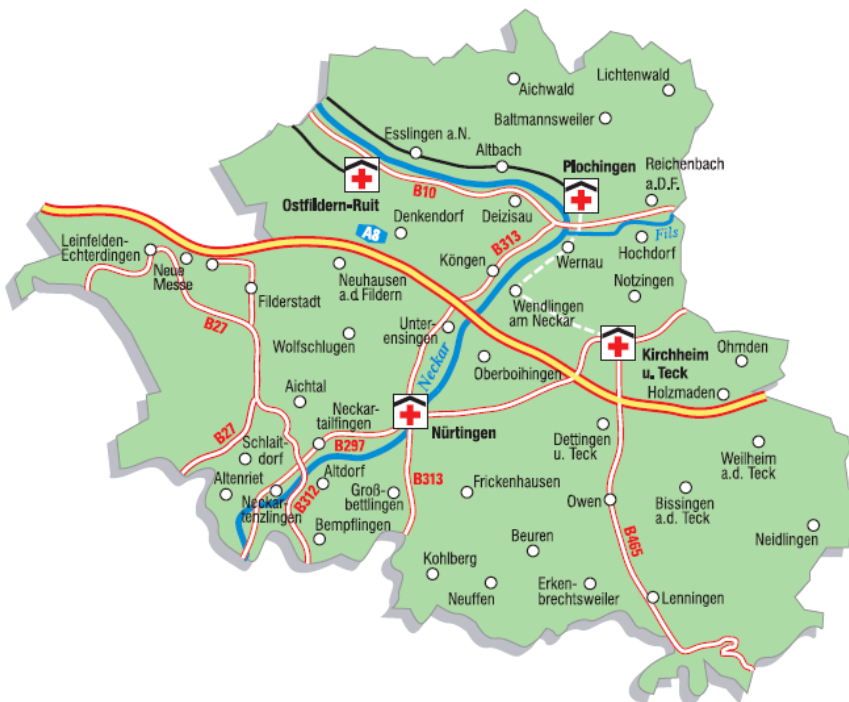 Lichtenwald
Aichwald
Baltmannsweiler
Esslingen a.N.
Altbach
Plochingen
Reichenbach
a.D.F.
Ostfildern-Ruit
B10
Deizisau
Denkendorf
A8
B313
Fils
Hochdorf
Leinfelden-
Echterdingen
Neue
Messe
Köngen
Wernau
Neuhausen
a.d. Fildern
Notzingen
Filderstadt
Wendlingen
am Neckar
B27
Unter-
ensingen
Wolfschlugen
Neckar
Oberboihingen
Kirchheim
u. Teck
Ohmden
Holzmaden
Aichtal
Neckar-
tailfingen
Nürtingen
B27
Schlait-
dorf
B297
Dettingen
u. Teck
Weilheim
a.d. Teck
Altenriet
Altdorf
B313
Neckar-
tenzlingen
B312
Groß-
bettlingen
Frickenhausen
Owen
Bissingen
a.d. Teck
Bempflingen
Neidlingen
Beuren
B465
Kohlberg
Neuffen
Erken-
brechtsweiler
Lenningen